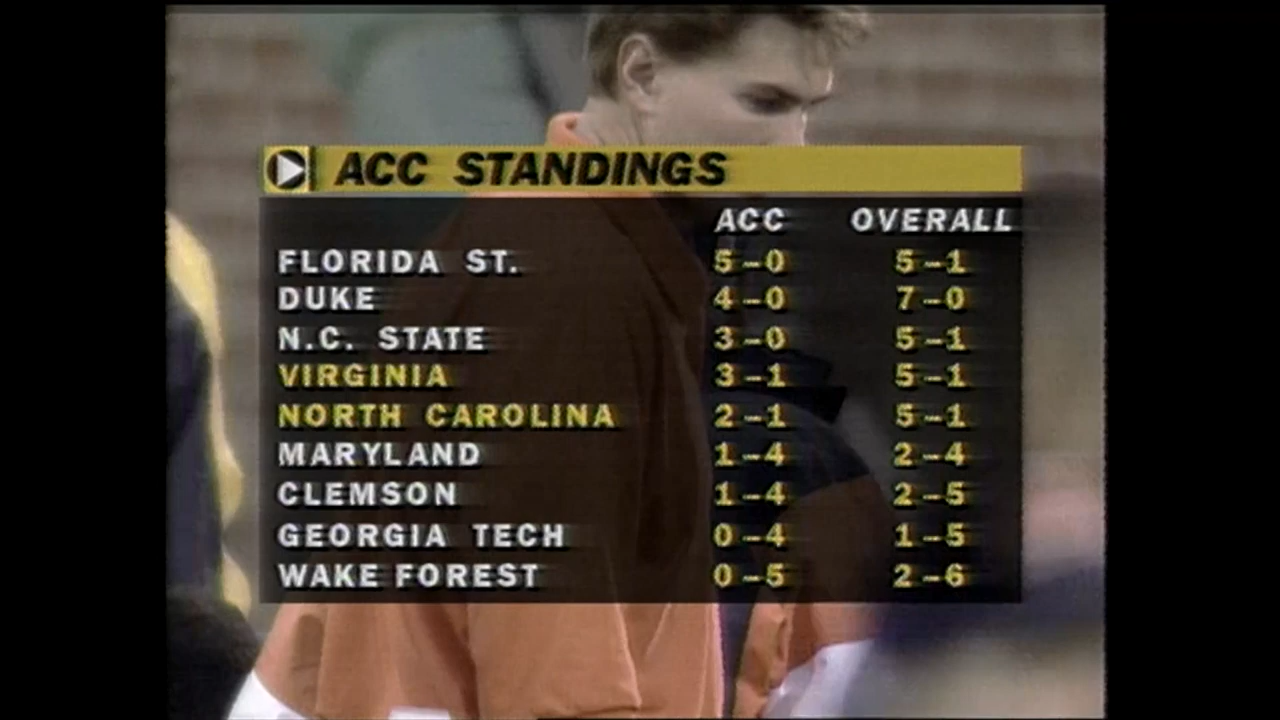 ACC STANDINGS
ACC OVERALL
FLORIDA ST. 5-0 5-1
DUKE 4-0 7-0
N.C. STATE 3-0 5-1
VIRGINIA 3-1 5-1
NORTH CAROLINA 2-1 5-1
MARYLAND 1-4 2-4
CLEMSON 1-4 2-5
GEORGIA TECH 0-4 1-5
WAKE FOREST 0-5 2-6